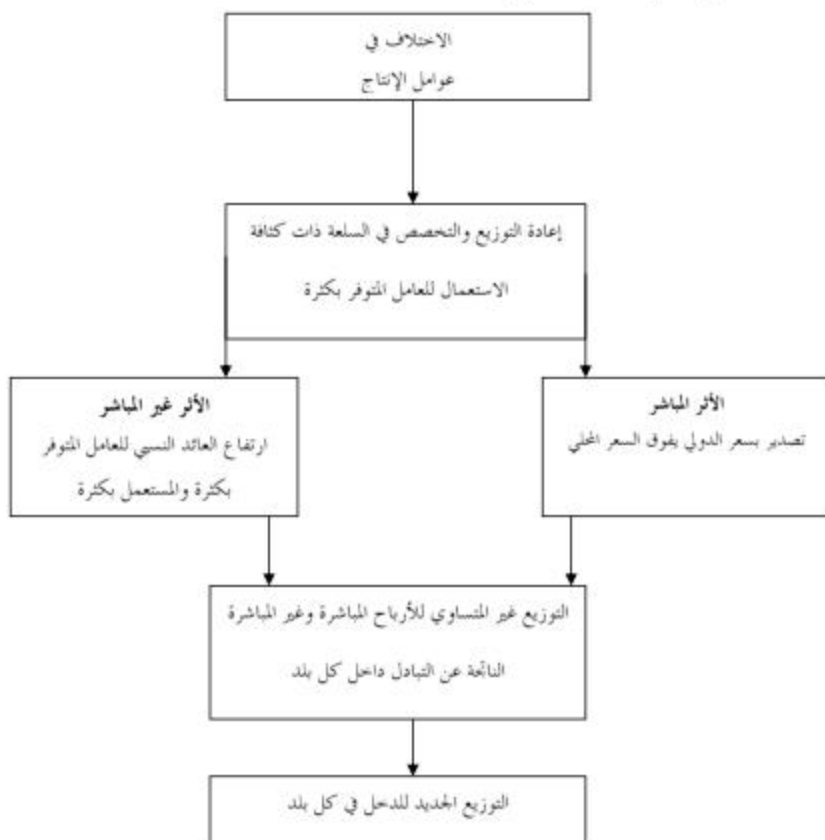 الاختلاف في
عوامل الإنتاج
إعادة التوزيع والتخصص في السلعة ذات كثافة
الاستعمال للعامل المتوفر بكثرة
الأثر المباشر
تصدير بسعر الدولي يفوق السعر المحلي
الأثر غير المباشر
ارتفاع العائد النسبي للعامل المتوفر
بكثرة والمستعمل بكثرة
التوزيع غير المتساوي للأرباح المباشرة وغير المباشرة
الناتجة عن التبادل داخل كل بلد
التوزيع الجديد للدخل في كل بلد